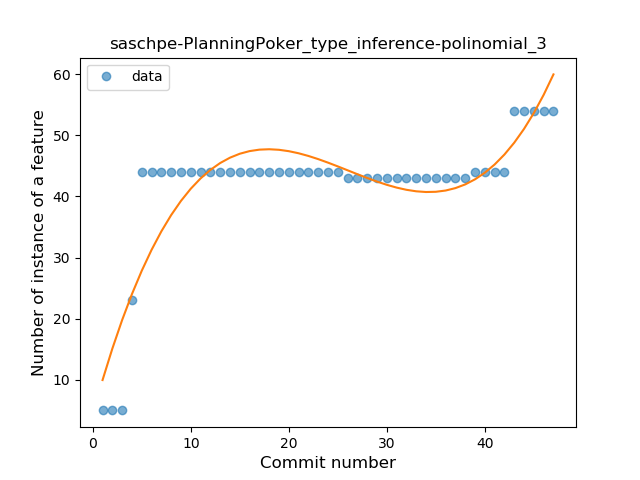 saschpe-PlanningPoker_type_inference-polinomial_3
data
Number of instance of a feature
60
50
40
30
20
10
0 10 20 30 40
Commit number